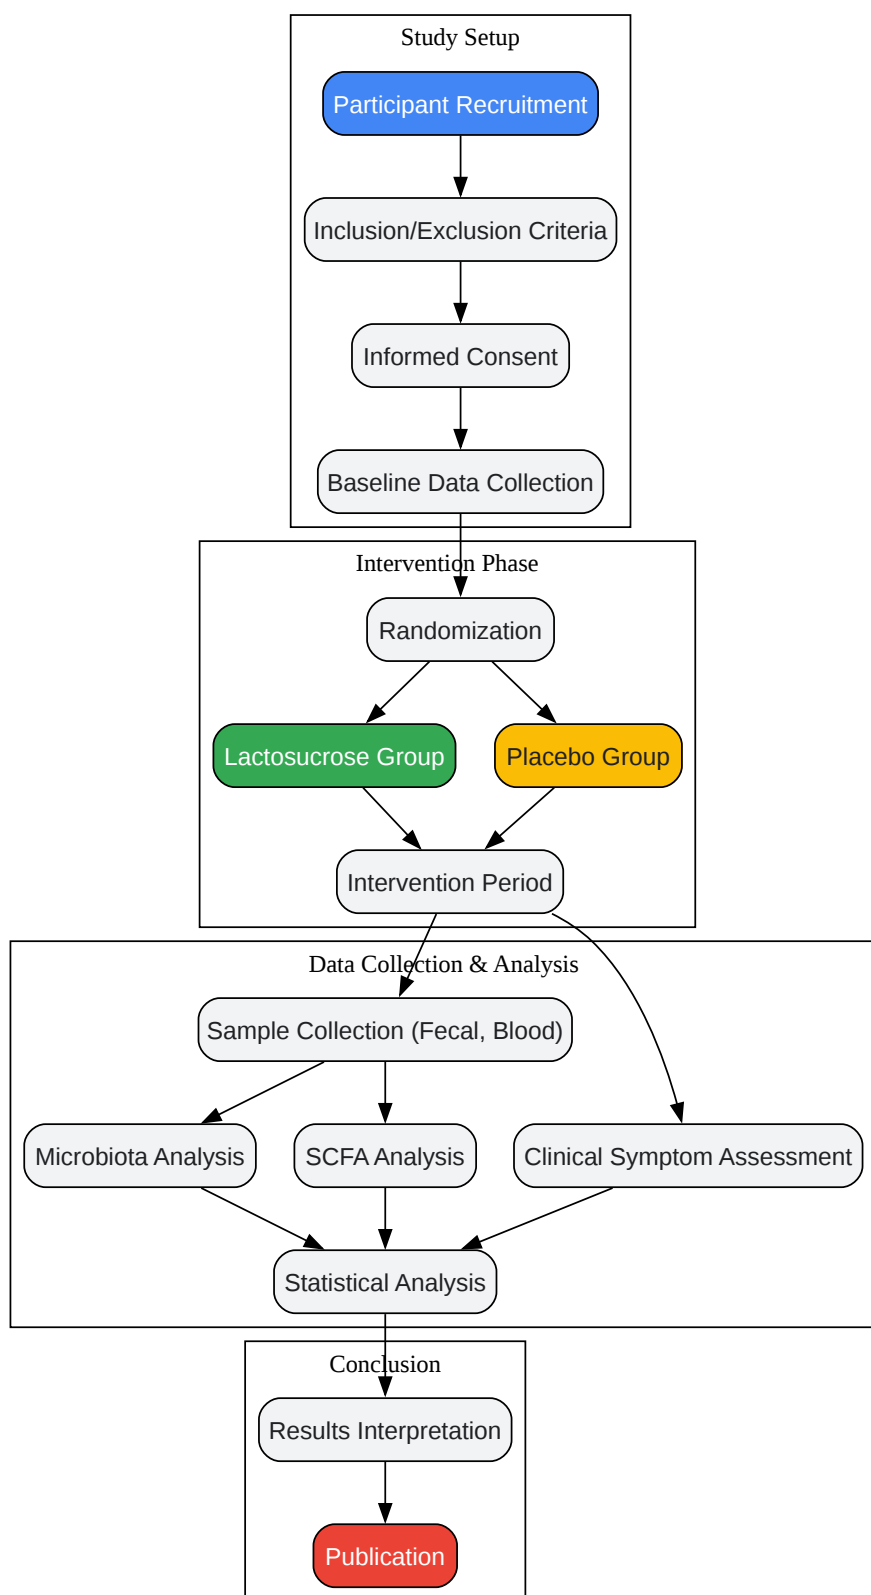 Study Setup
Participant Recruitment
Inclusion/Exclusion Criteria
Informed Consent
Baseline Data Collection
Intervention Phase
Randomization
Lactosucrose Group
Placebo Group
Intervention Period
Data Collection & Analysis
Sample Collection (Fecal, Blood)
Microbiota Analysis
SCFA Analysis
Clinical Symptom Assessment
Statistical Analysis
Conclusion
Results Interpretation
Publication